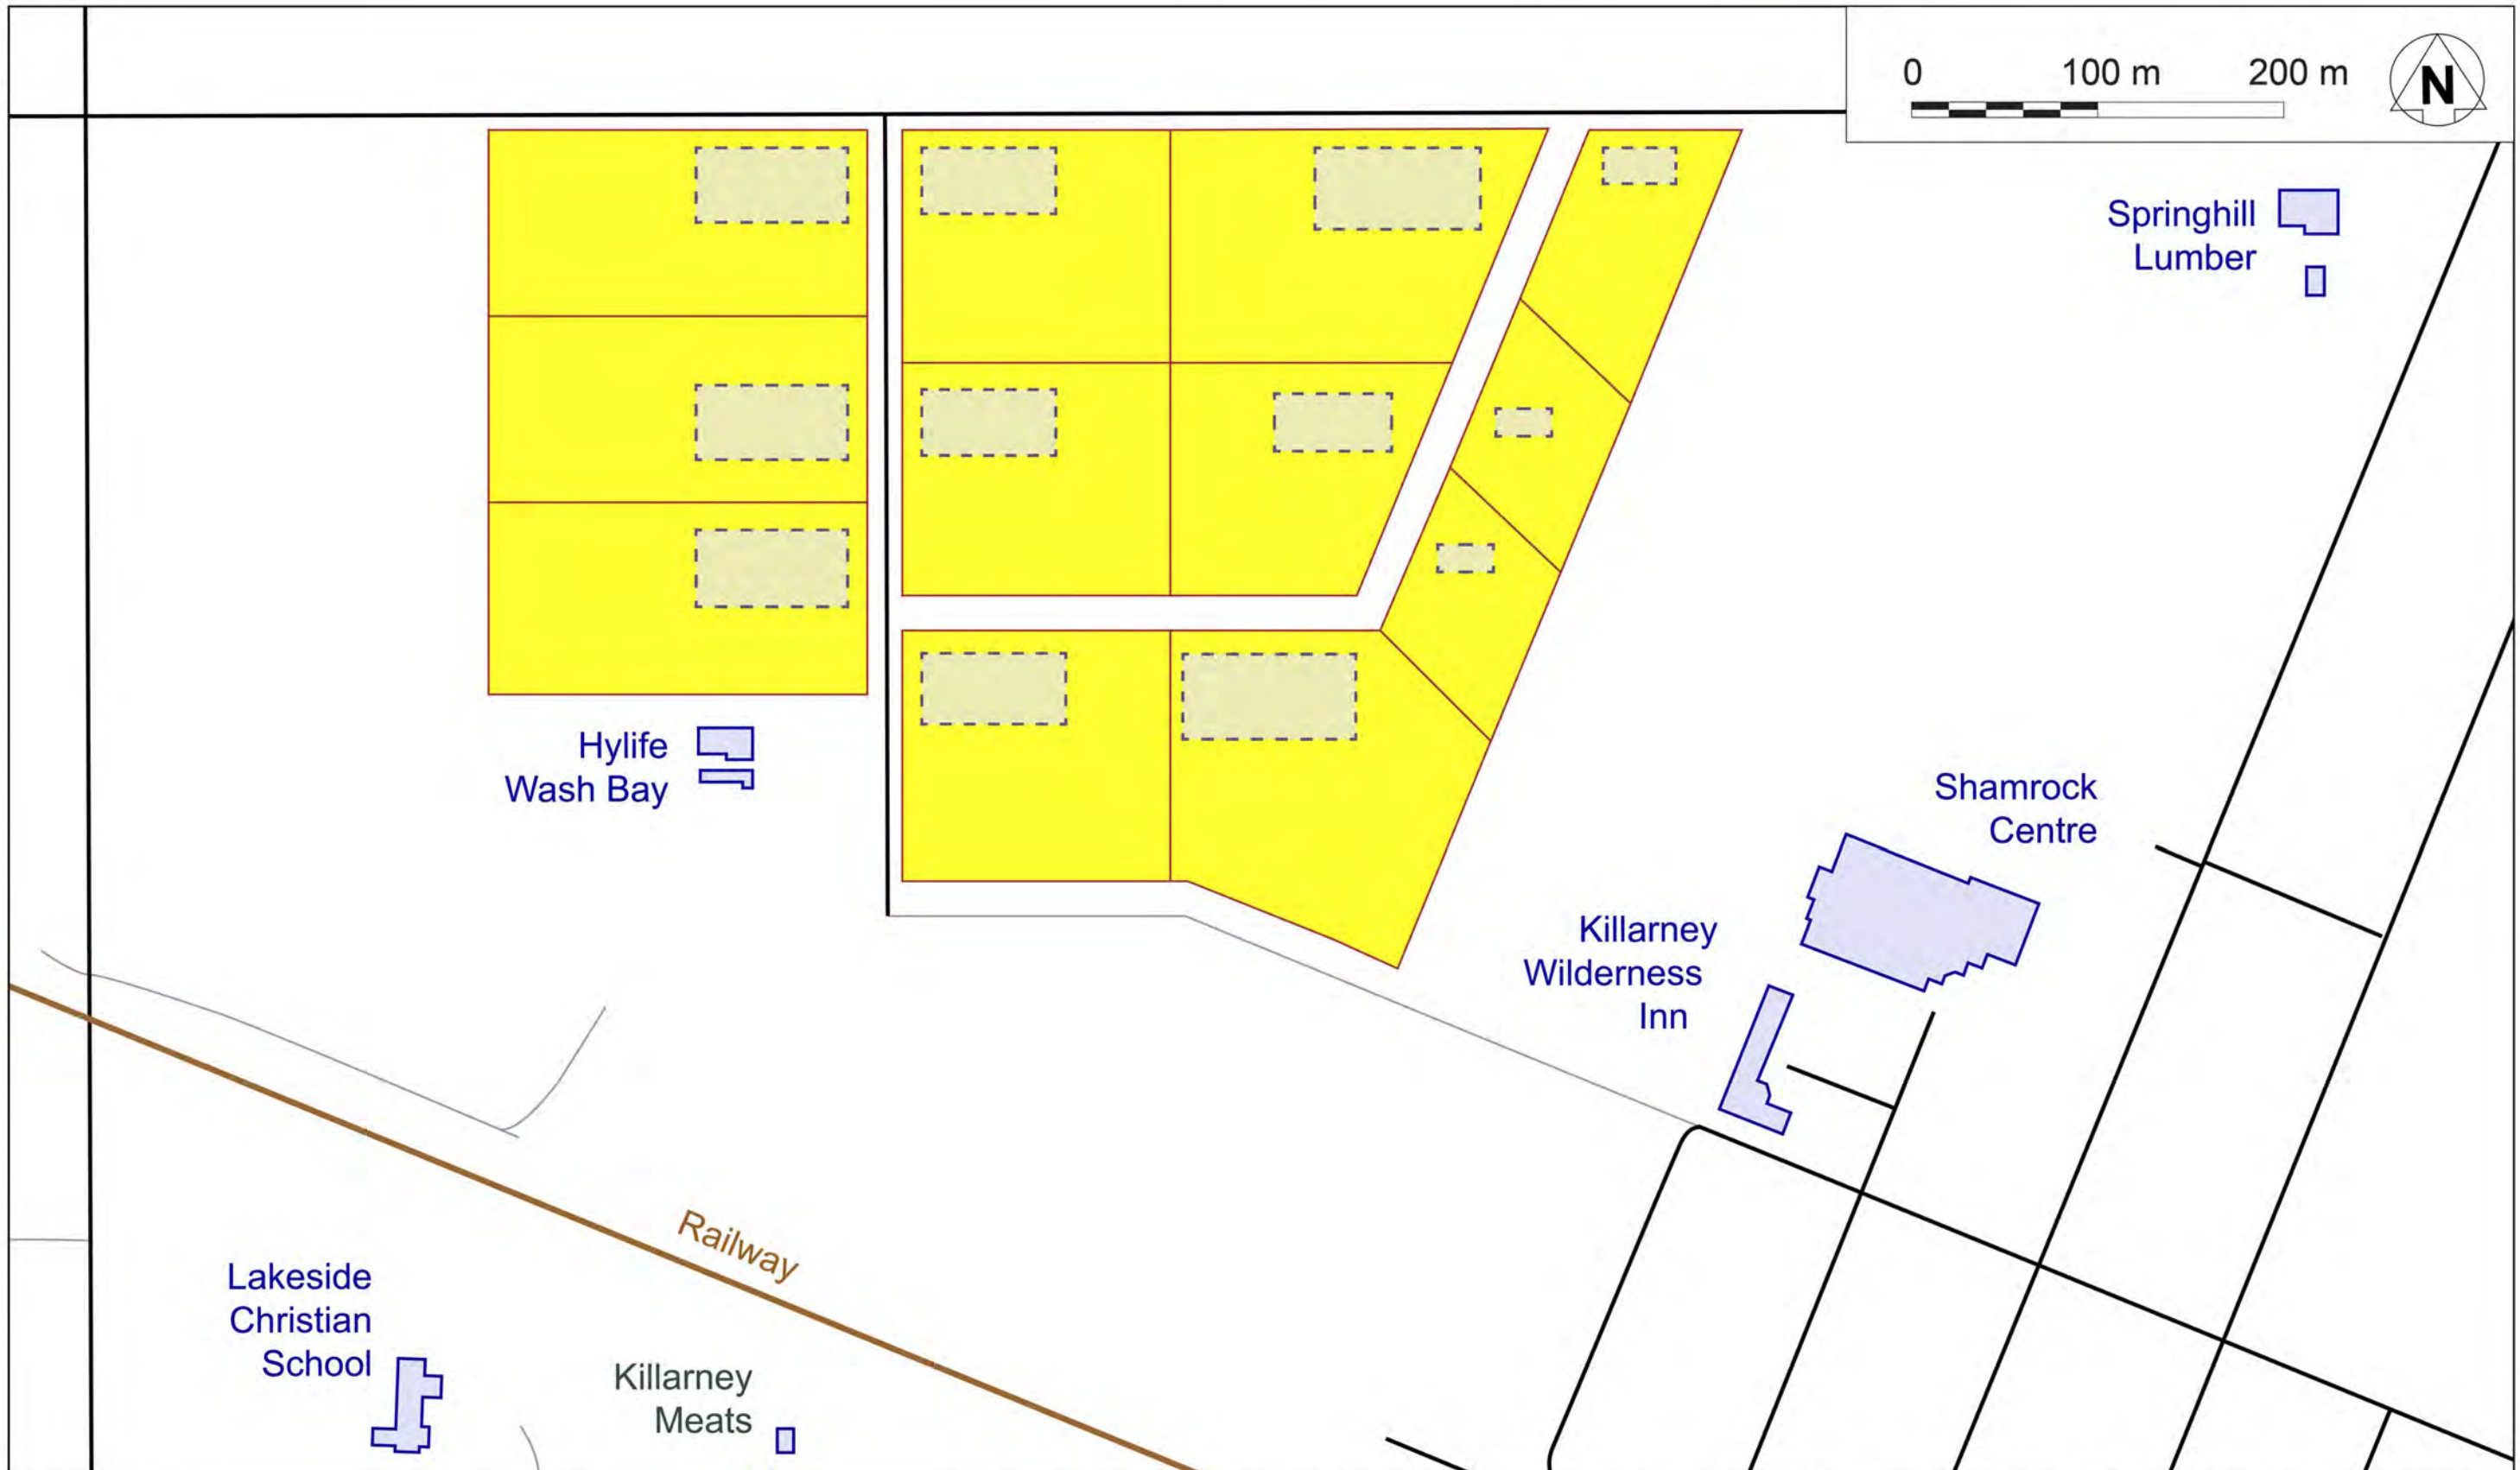 0 100 m 200 m
N
Springhill
Lumber
Hylife
Wash Bay
Shamrock
Centre
Killarney
Wilderness
Inn
Railway
Lakeside
Christian
School
Killarney
Meats